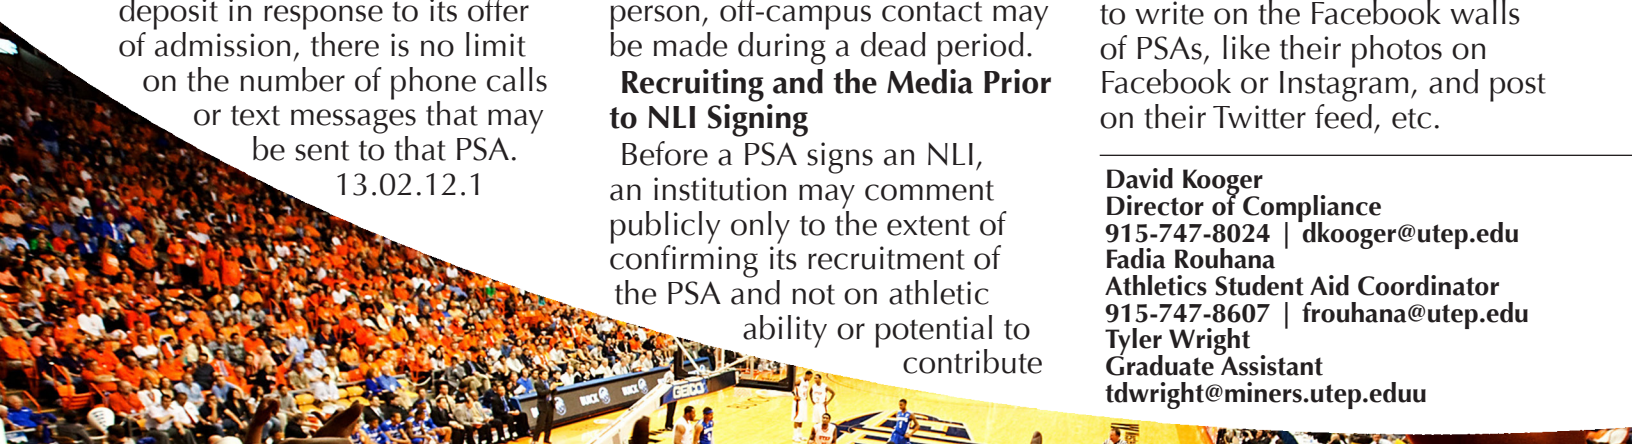 deposit in response to its offer
of admission, there is no limit
on the number of phone calls
or text messages that may
be sent to that PSA.
13.02.12.1
person, off-campus contact may
be made during a dead period.
Recruiting and the Media Prior
to NLI Signing
Before a PSA signs an NLI,
an institution may comment
publicly only to the extent of
confirming its recruitment of
the PSA and not on athletic
ability or potential to
contribute
to write on the Facebook walls
of PSAs, like their photos on
Facebook or Instagram, and post
on their Twitter feed, etc.
David Kooger
Director of Compliance
915-747-8024 | dkooger@utep.edu
Fadia Rouhana
Athletics Student Aid Coordinator
915-747-8607 | frouhana@utep.edu
Tyler Wright
Graduate Assistant
tdwright@miners.utep.eduu
BUICK
BUICK
GEICO